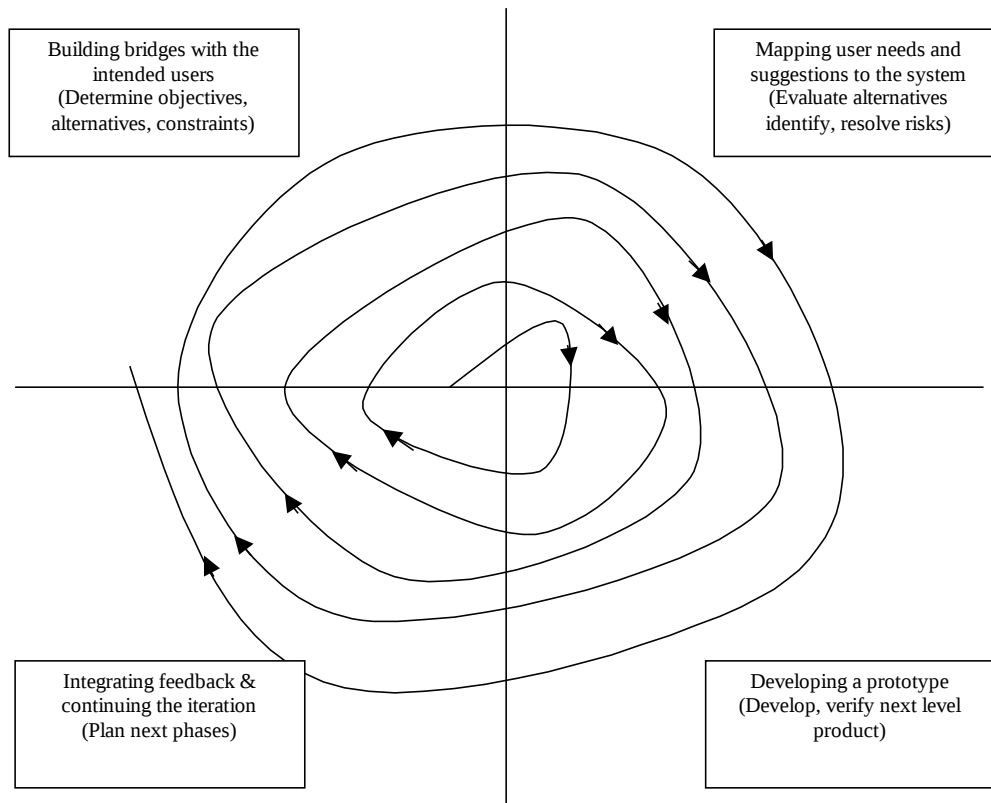 Building bridges with the
intended users
(Determine objectives,
alternatives, constraints)
Mapping user needs and
suggestions to the system
(Evaluate alternatives
identify, resolve risks)
Integrating feedback &
continuing the iteration
(Plan next phases)
Developing a prototype
(Develop, verify next level
product)